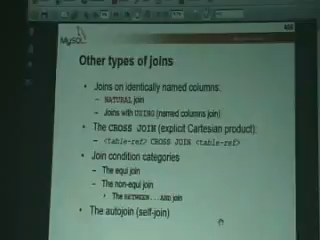 MySQL
Other types of joins
• Joins on identically named columns:
– NATURAL join
– Joins with USING (named columns join)
• The CROSS JOIN (explicit Cartesian product):
– <table-ref> CROSS JOIN <table-ref>
• Join condition categories
– The equi join
– The non-equi join
• The BETWEEN...AND join
• The autojoin (self-join)